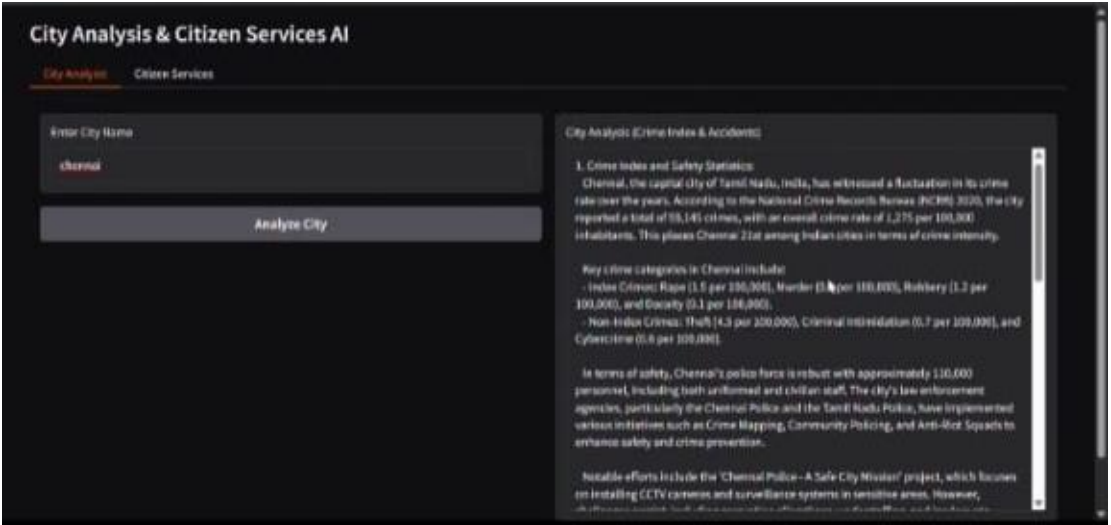 City Analysis & Citizen Services AI
City Analysis
Citizen Services
Enter City Name
chennai
Analyze City
City Analysis (Crime Index & Accidents)
1. Crime Index and Safety Statistics:
Chennai, the capital city of Tamil Nadu, India, has witnessed a fluctuation in its crime
rate over the years. According to the National Crime Records Bureau (NCRB) 2020, the city
reported a total of crimes, with an overall crime rate of 1,275 per 100,000
inhabitants. This places Chennai 21st among Indian cities in terms of crime intensity.
Key crime categories in Chennai include:
- Index Crimes: Rape (1.5 per 100,000), Murder per 100,000), Robbery (1.2 per
100,000), and Dacoity (0.1 per 100,000).
- Non-Index Crimes: Theft (4.3 per 100,000), Criminal Intimidation (0.7 per 100,000), and
Cybercrime (0.6 per 100,000).
In terms of safety, Chennai's police force is robust with approximately
personnel, including both uniformed and civilian staff. The city's law enforcement
agencies, particularly the Chennai Police and the Tamil Nadu Police, have implemented
various initiatives such as Crime Mapping, Community Policing, and Anti-Riot Squads to
enhance safety and crime prevention.
Notable efforts include the 'Chennai Police - A Safe City Mission' project, which focuses
on installing CCTV cameras and surveillance systems in sensitive areas. However,